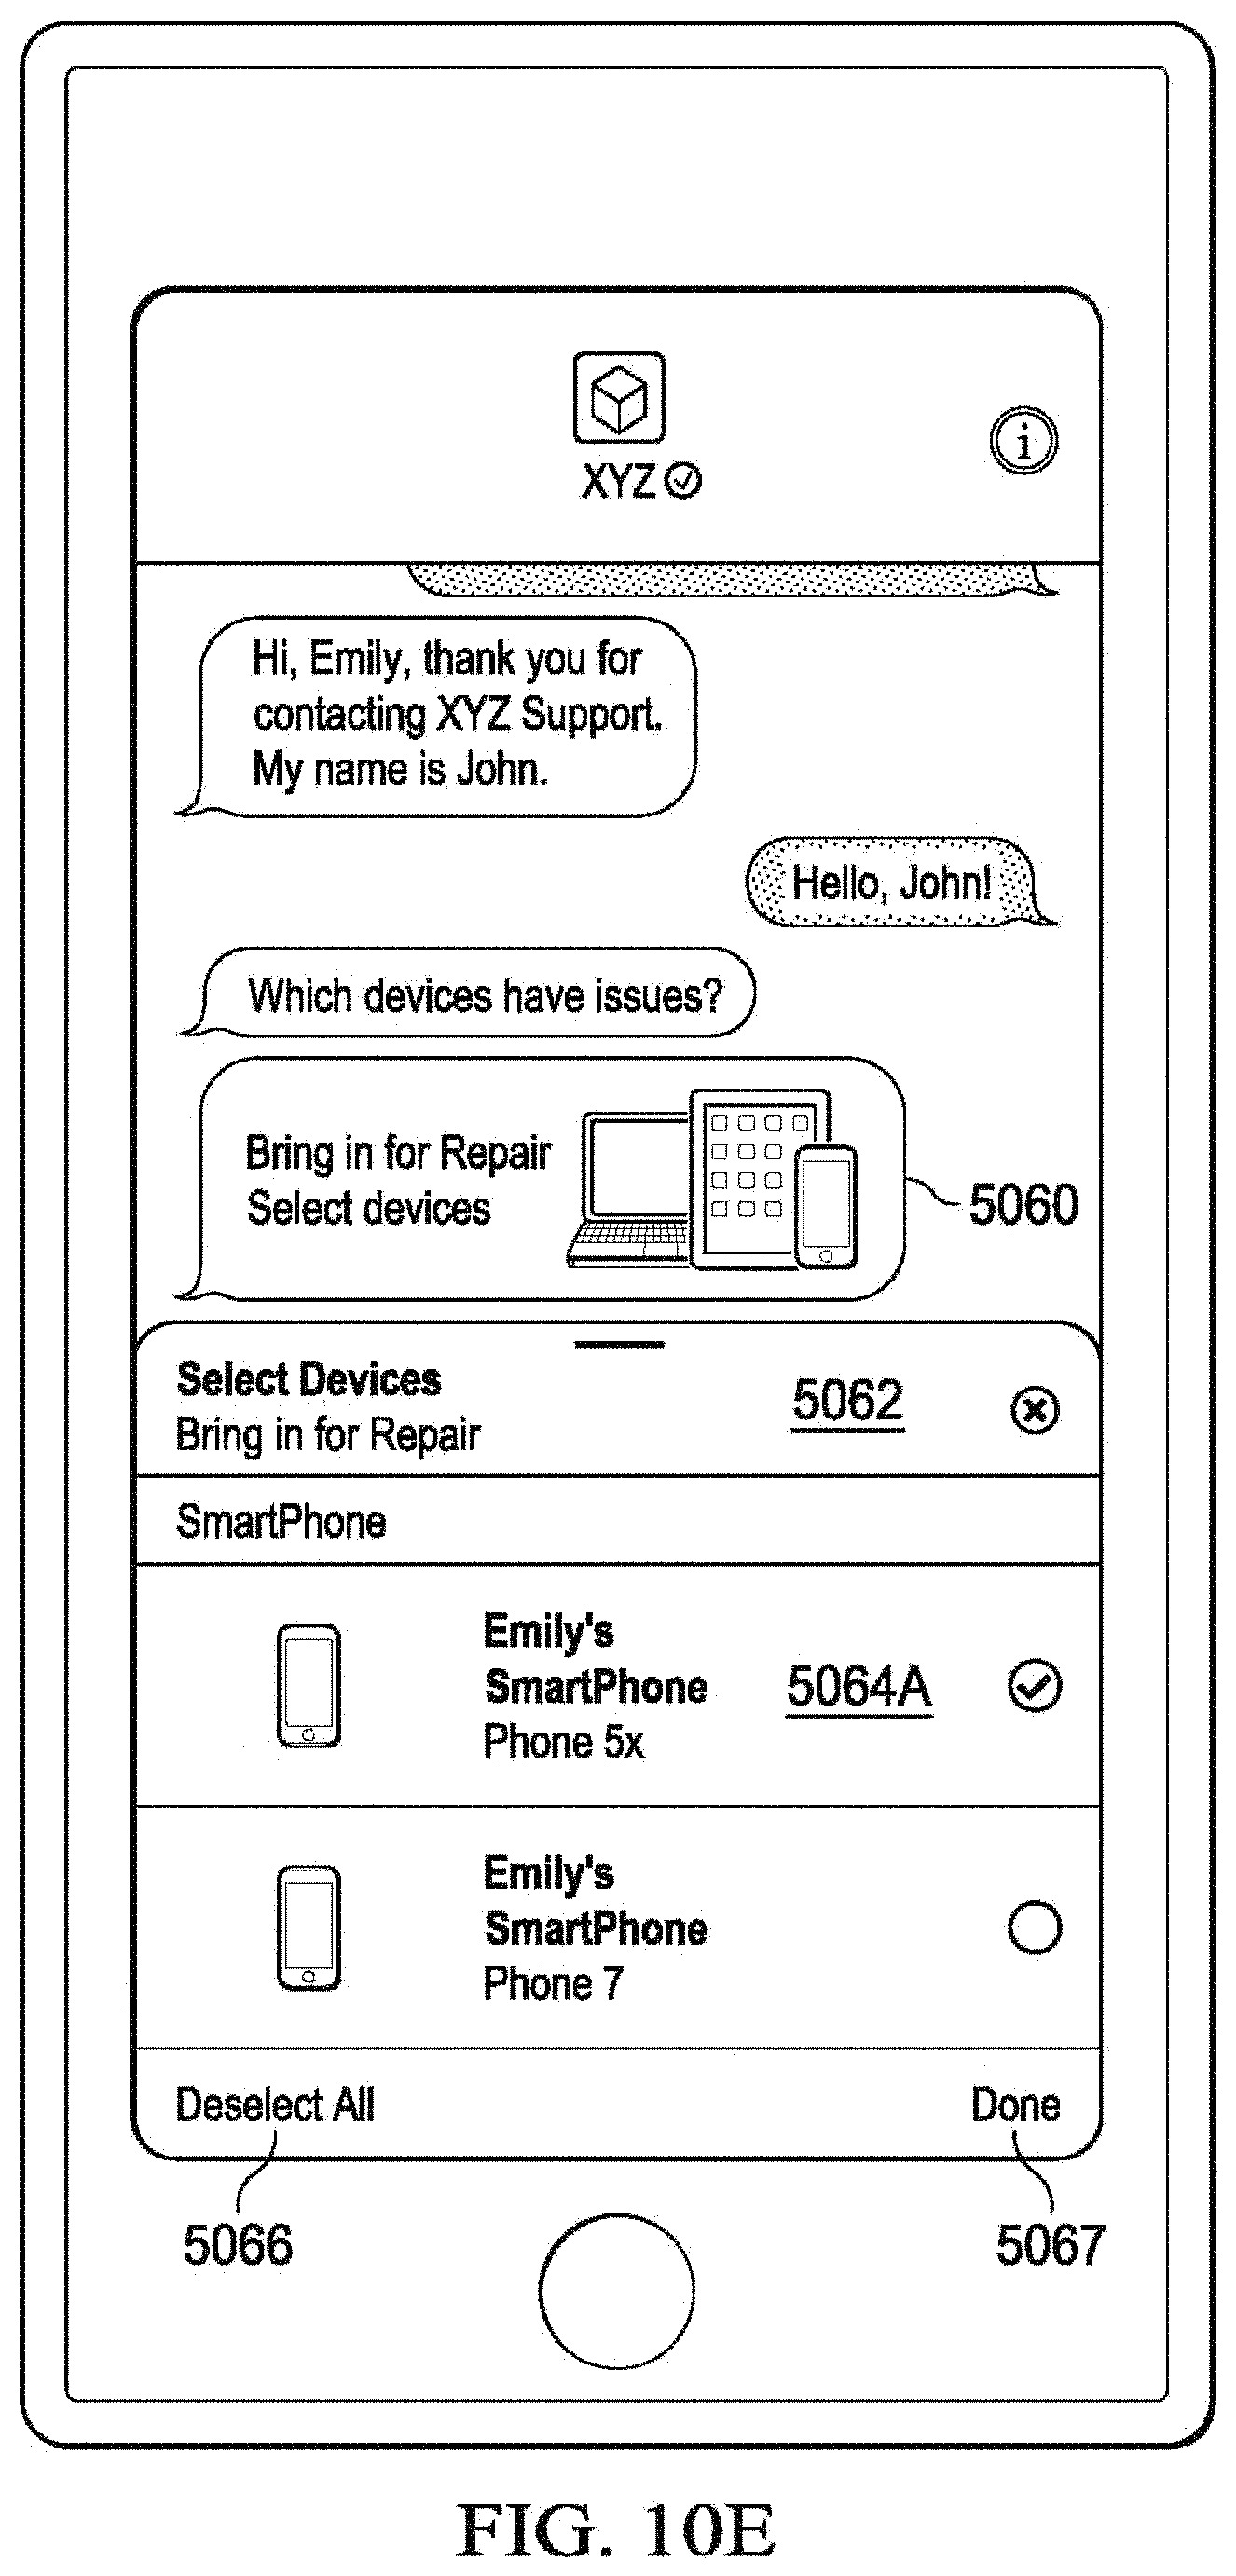 XYZ
Hi, Emily, thank you for
contacting XYZ Support.
My name is John.
Hello, John!
Which devices have issues?
Bring in for Repair
Select devices
5060
Select Devices
Bring in for Repair
5062
SmartPhone
Emily's
SmartPhone
Phone 5x
5064A
Emily's
SmartPhone
Phone 7
Deselect All
Done
5066
5067
FIG. 10E